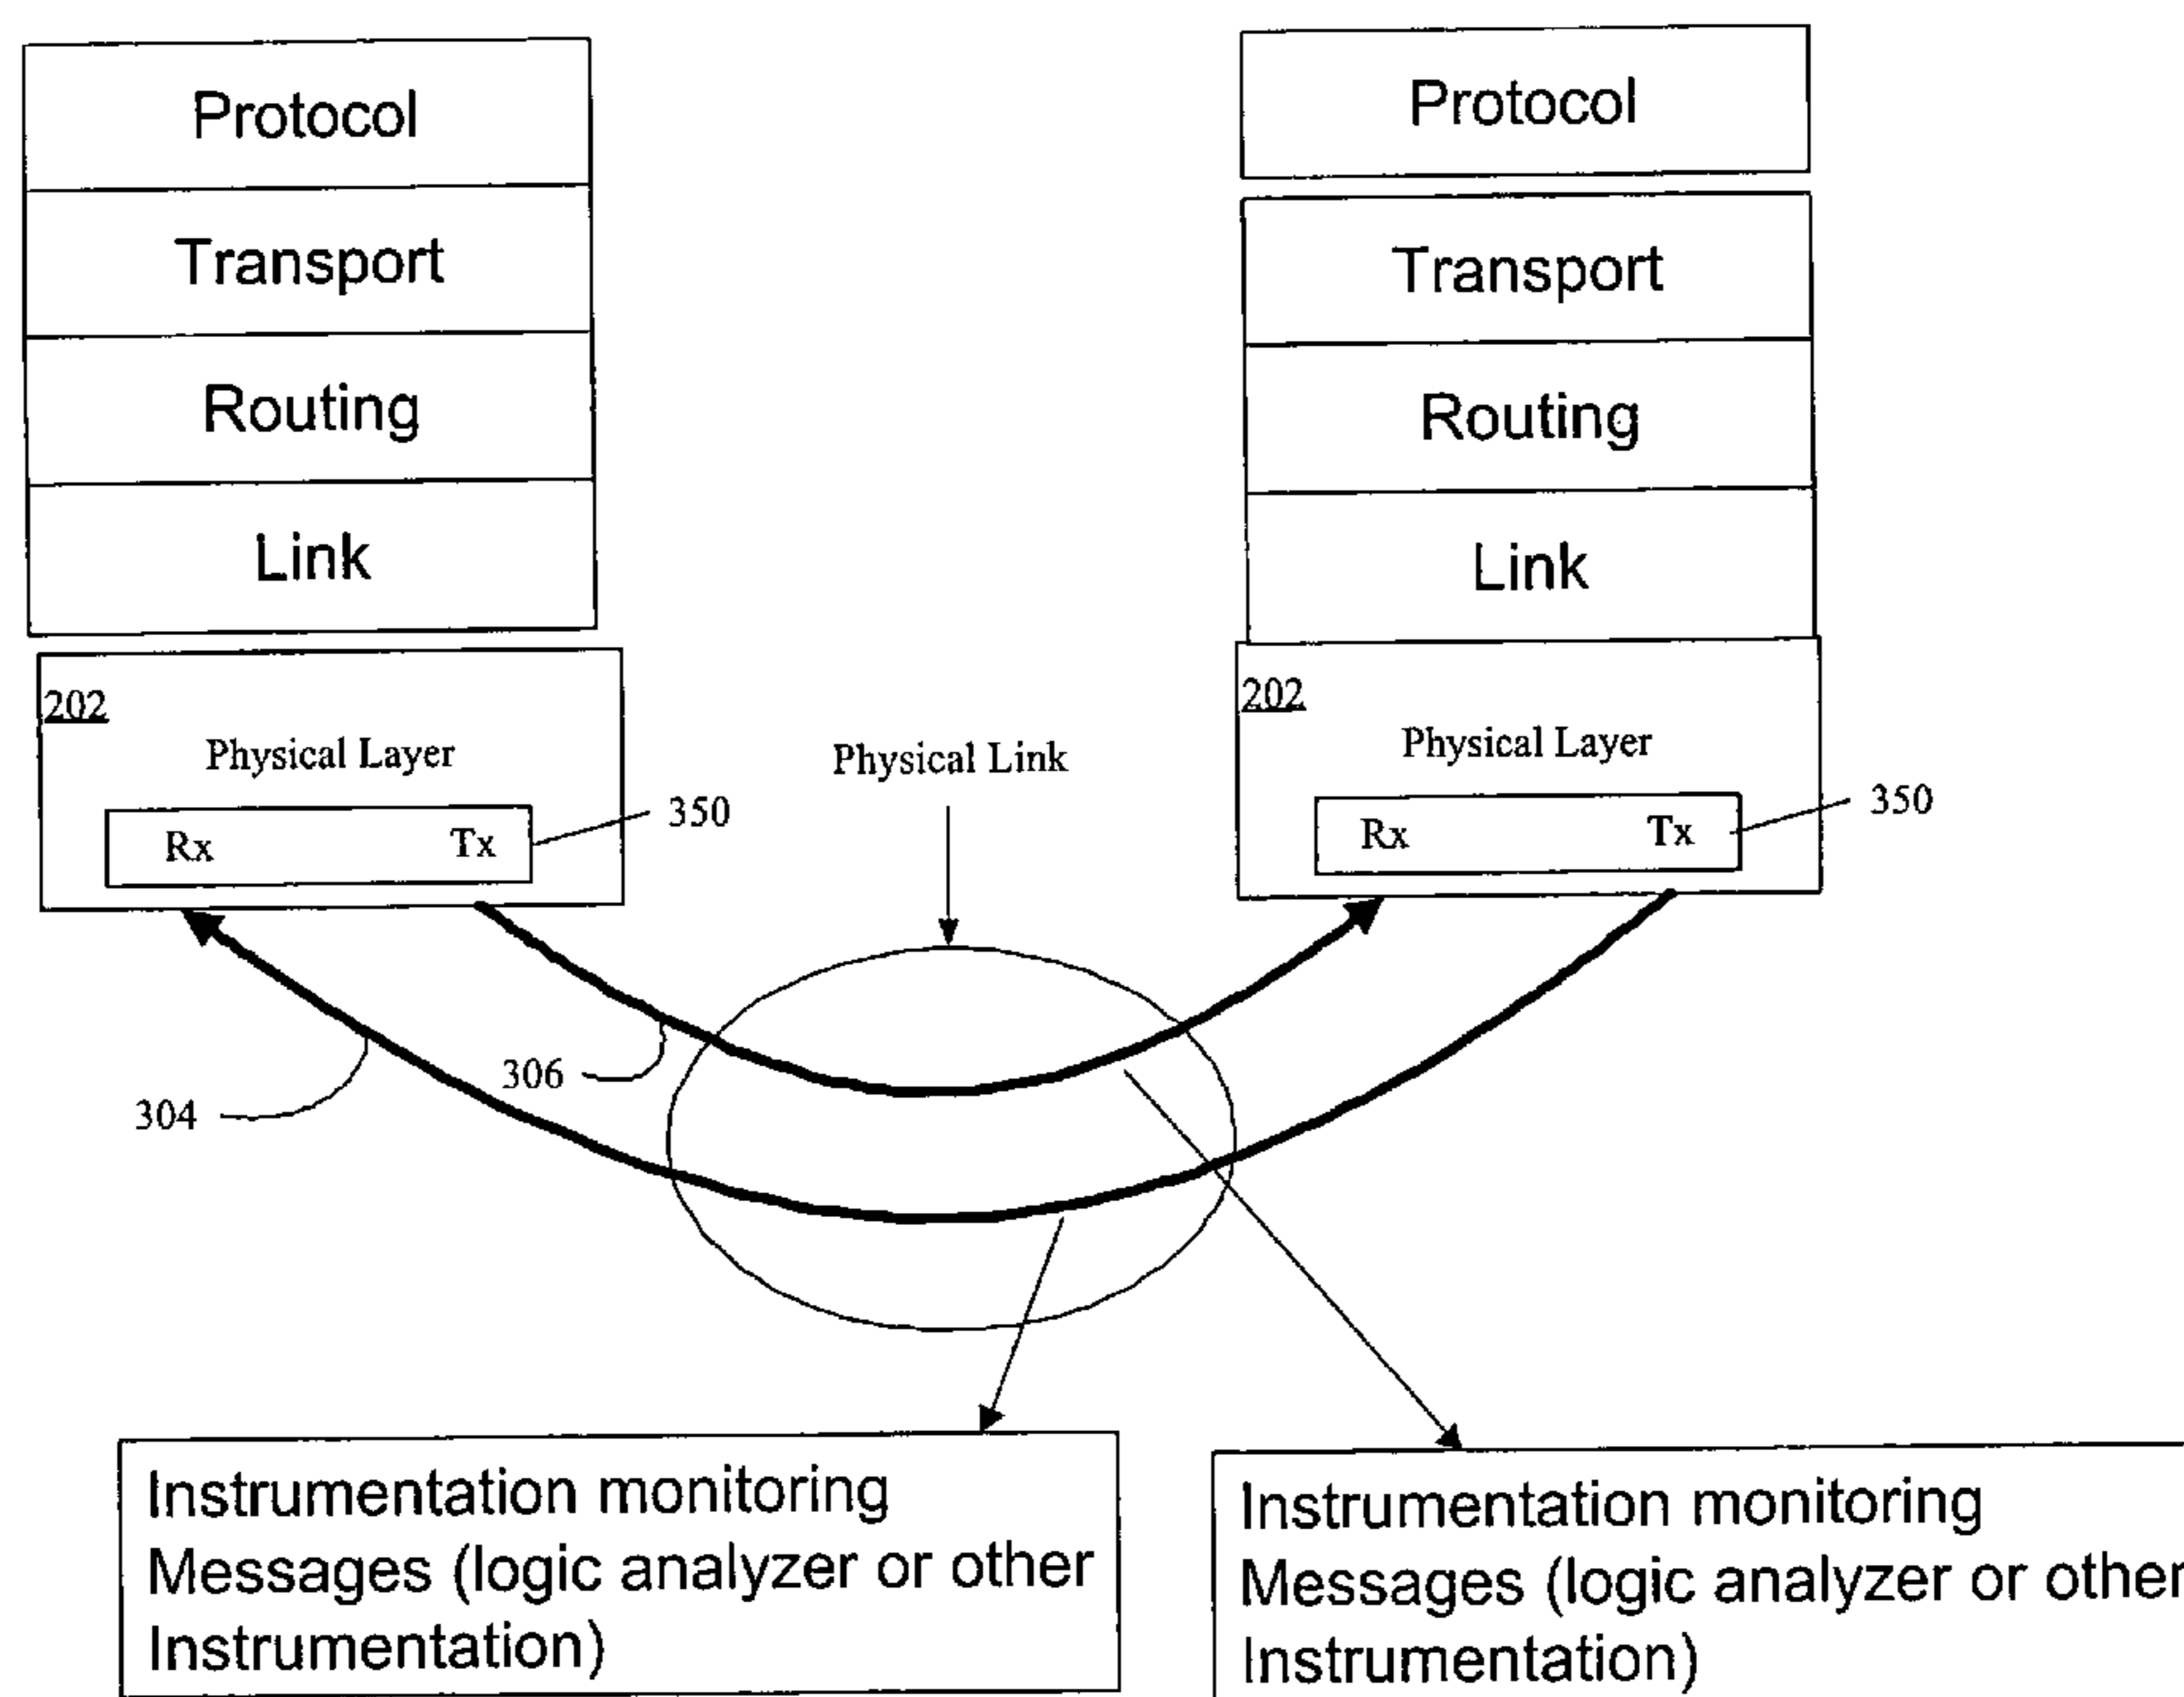 Protocol
Transport
Routing
Link
202
Physical Layer
Rx Tx
350
Protocol
Transport
Routing
Link
202
Physical Layer
Rx Tx
350
Physical Link
306
304
Instrumentation monitoring
Messages (logic analyzer or other
Instrumentation)
Instrumentation monitoring
Messages (logic analyzer or other
Instrumentation)